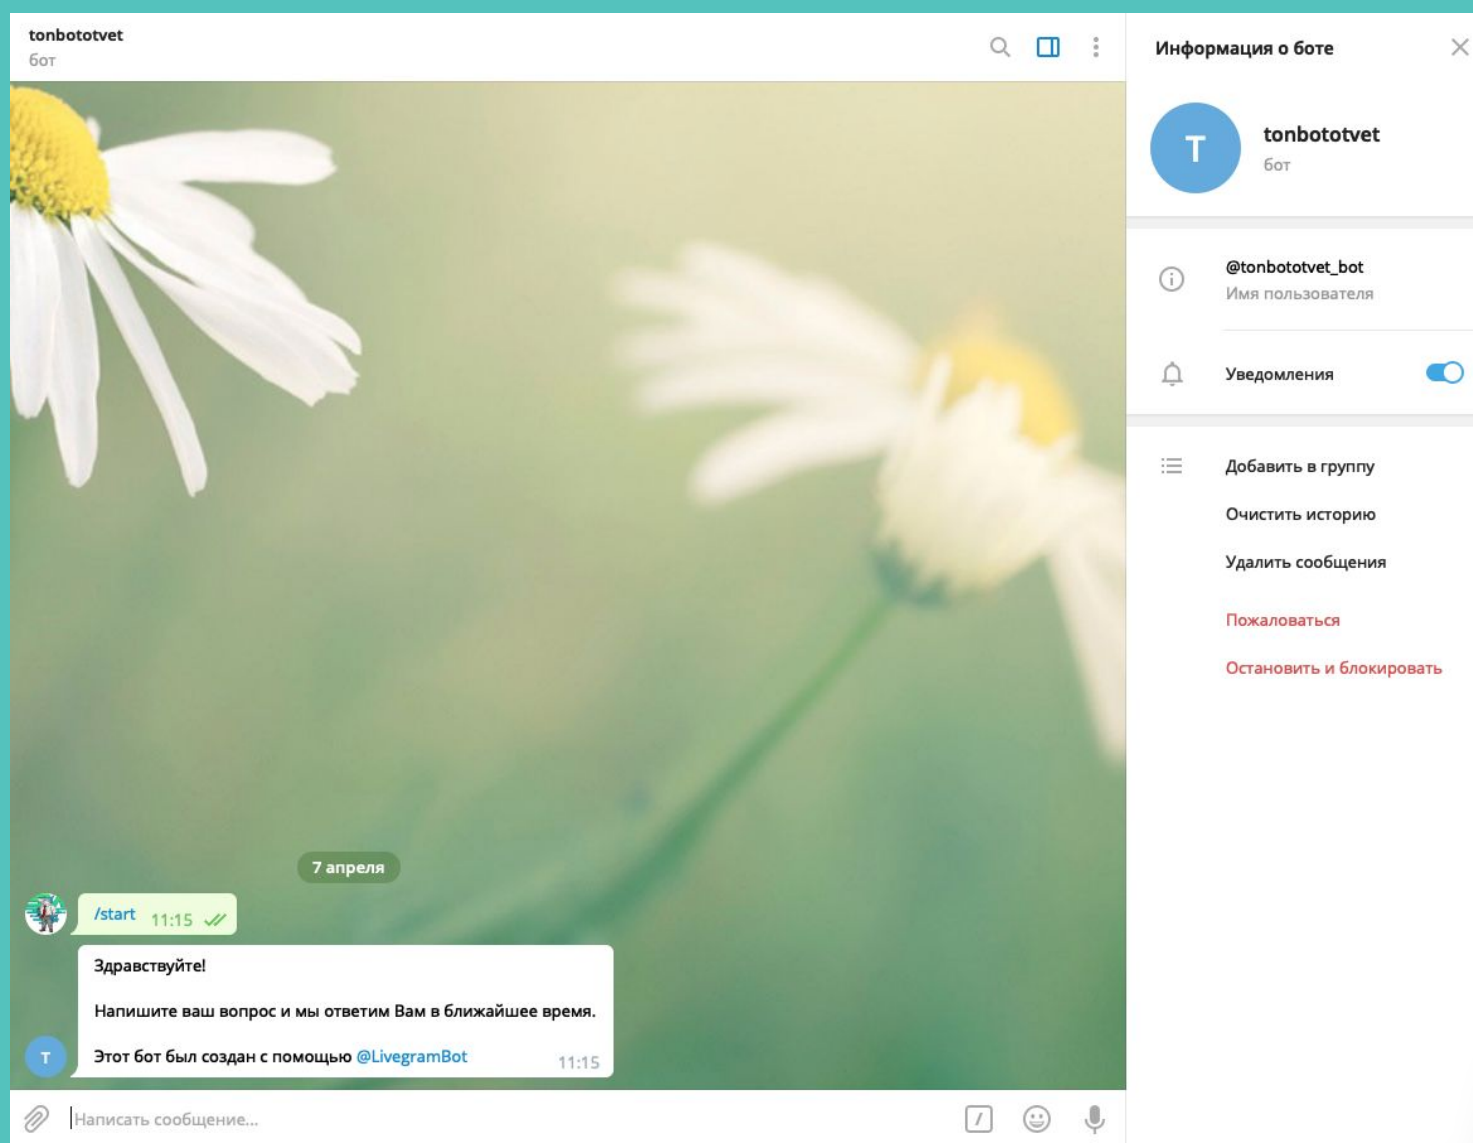 tonbototvet
бот
7 апреля
/start 11:15
Здравствуйте!
Напишите ваш вопрос и мы ответим Вам в ближайшее время.
T
Этот бот был создан с помощью @LivegramBot 11:15
Написать сообщение...
Информация о боте
T
tonbototvet
бот
@tonbototvet_bot
Имя пользователя
Уведомления
Добавить в группу
Очистить историю
Удалить сообщения
Пожаловаться
Остановить и блокировать